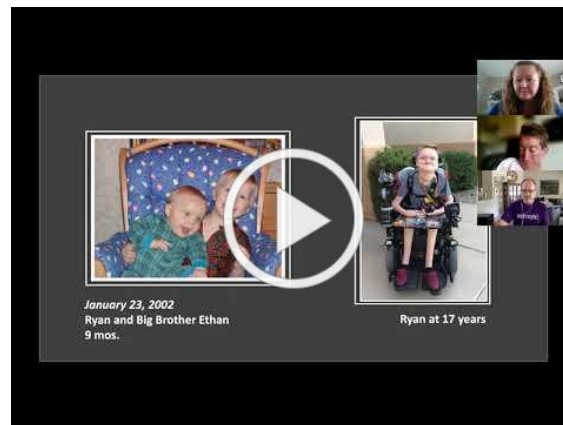 January 23, 2002
Ryan and Big Brother Ethan
9 mos.
Ryan at 17 years